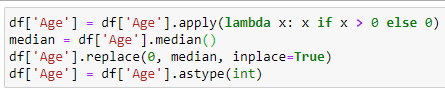 df['Age'] = df['Age'].apply(lambda x: x if x > 0 else 0)
median = df['Age'].median()
df['Age'].replace(0, median, inplace=True)
df['Age'] = df['Age'].astype(int)